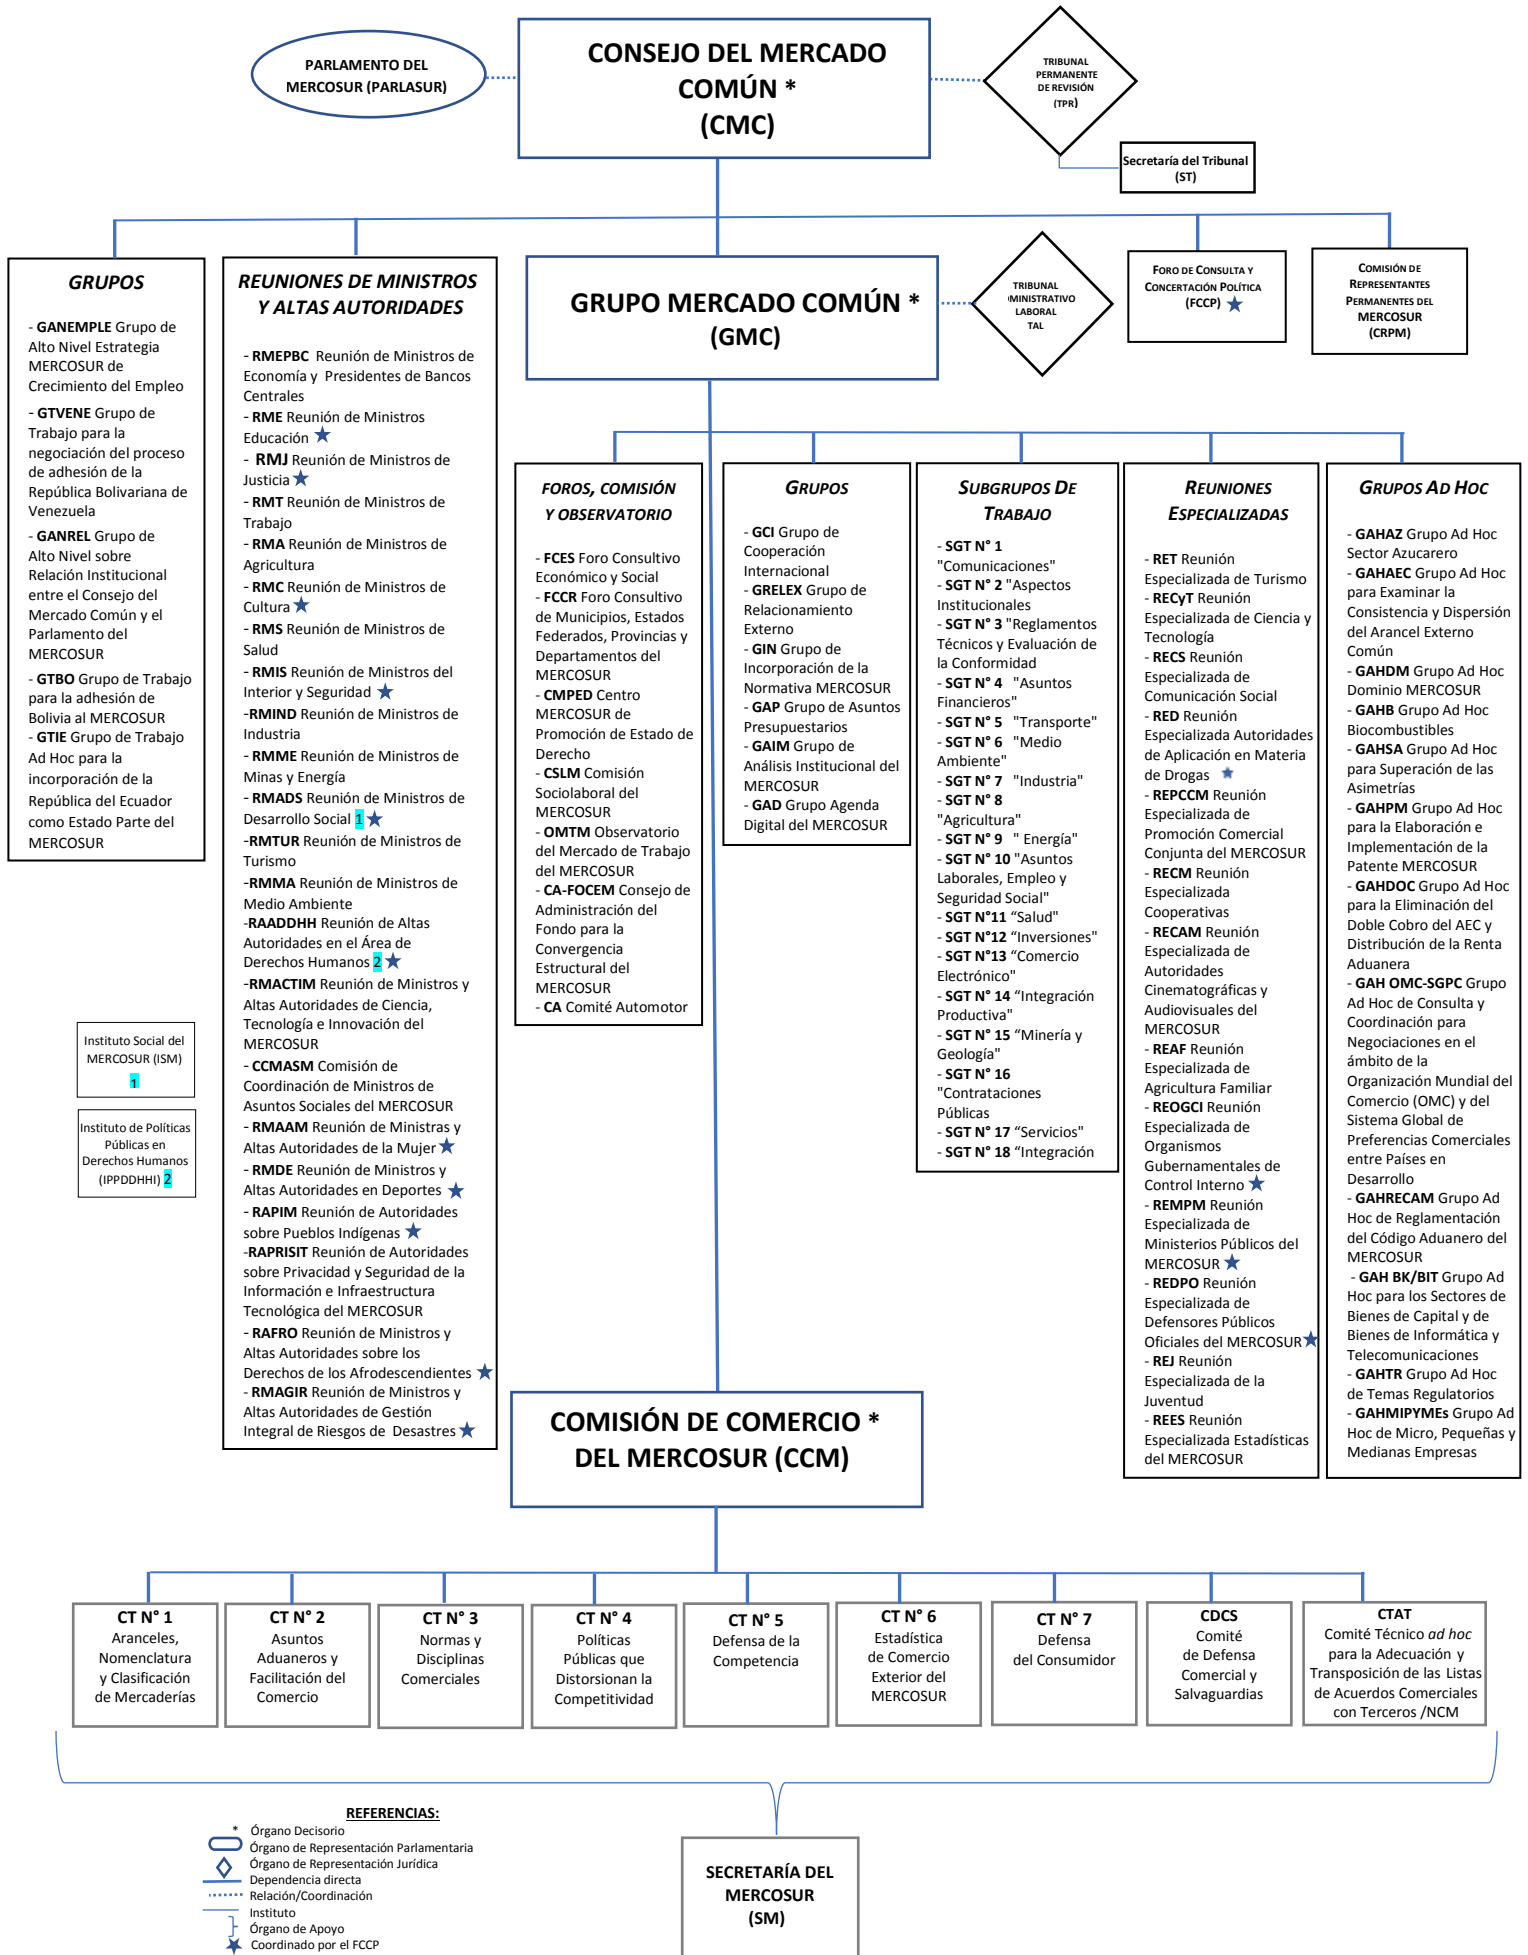 PARLAMENTO DEL
MERCOSUR (PARLASUR)
CONSEJO DEL MERCADO
COMÚN *
(CMC)
TRIBUNAL
PERMANENTE
DE REVISIÓN
(TPR)
Secretaría del Tribunal
(ST)
GRUPOS
- GANEMPLE Grupo de
Alto Nivel Estrategia
MERCOSUR de
Crecimiento del Empleo
- GTVENE Grupo de
Trabajo para la
negociación del proceso
de adhesión de la
República Bolivariana de
Venezuela
- GANREL Grupo de
Alto Nivel sobre
Relación Institucional
entre el Consejo del
Mercado Común y el
Parlamento del
MERCOSUR
- GTBO Grupo de Trabajo
para la adhesión de
Bolivia al MERCOSUR
- GTIE Grupo de Trabajo
Ad Hoc para la
incorporación de la
República del Ecuador
como Estado Parte del
MERCOSUR
REUNIONES DE MINISTROS
Y ALTAS AUTORIDADES
- RMEPBC Reunión de Ministros de
Economía y Presidentes de Bancos
Centrales
- RME Reunión de Ministros
Educación
- RMJ Reunión de Ministros de
Justicia
- RMT Reunión de Ministros de
Trabajo
- RMA Reunión de Ministros de
Agricultura
- RMC Reunión de Ministros de
Cultura
- RMS Reunión de Ministros de
Salud
- RMIS Reunión de Ministros del
Interior y Seguridad
-RMIND Reunión de Ministros de
Industria
- RMME Reunión de Ministros de
Minas y Energía
- RMADS Reunión de Ministros de
Desarrollo Social 1
-RMTUR Reunión de Ministros de
Turismo
-RMMA Reunión de Ministros de
Medio Ambiente
-RAADDHH Reunión de Altas
Autoridades en el Área de
Derechos Humanos 2
-RMACTIM Reunión de Ministros y
Altas Autoridades de Ciencia,
Tecnología e Innovación del
MERCOSUR
- CCMASM Comisión de
Coordinación de Ministros de
Asuntos Sociales del MERCOSUR
- RMAAM Reunión de Ministras y
Altas Autoridades de la Mujer
- RMDE Reunión de Ministros y
Altas Autoridades en Deportes
- RAPIM Reunión de Autoridades
sobre Pueblos Indígenas
-RAPRISIT Reunión de Autoridades
sobre Privacidad y Seguridad de la
Información e Infraestructura
Tecnológica del MERCOSUR
- RAFRO Reunión de Ministros y
Altas Autoridades sobre los
Derechos de los Afrodescendientes
- RMAGIR Reunión de Ministros y
Altas Autoridades de Gestión
Integral de Riesgos de Desastres
GRUPO MERCADO COMÚN *
(GMC)
TRIBUNAL
MINISTRATIVO
LABORAL
TAL
FORO DE CONSULTA Y
CONCERTACIÓN POLÍTICA
(FCCP)
COMISIÓN DE
REPRESENTANTES
PERMANENTES DEL
MERCOSUR
(CRPM)
FOROS, COMISIÓN
Y OBSERVATORIO
- FCES Foro Consultivo
Económico y Social
- FCCR Foro Consultivo
de Municipios, Estados
Federados, Provincias y
Departamentos del
MERCOSUR
- CMPED Centro
MERCOSUR de
Promoción de Estado de
Derecho
- CSLM Comisión
Sociolaboral del
MERCOSUR
- OMTM Observatorio
del Mercado de Trabajo
del MERCOSUR
- CA-FOCEM Consejo de
Administración del
Fondo para la
Convergencia
Estructural del
MERCOSUR
- CA Comité Automotor
GRUPOS
- GCI Grupo de
Cooperación
Internacional
- GRELEX Grupo de
Relacionamiento
Externo
- GIN Grupo de
Incorporación de la
Normativa MERCOSUR
- GAP Grupo de Asuntos
Presupuestarios
- GAIM Grupo de
Análisis Institucional del
MERCOSUR
- GAD Grupo Agenda
Digital del MERCOSUR
SUBGRUPOS DE
TRABAJO
- SGT N° 1
"Comunicaciones"
- SGT N° 2 "Aspectos
Institucionales
- SGT N° 3 "Reglamentos
Técnicos y Evaluación de
la Conformidad
- SGT N° 4 "Asuntos
Financieros"
- SGT N° 5 "Transporte"
- SGT N° 6 "Medio
Ambiente"
- SGT N° 7 "Industria"
- SGT N° 8
"Agricultura"
- SGT N° 9 " Energía"
- SGT N° 10 "Asuntos
Laborales, Empleo y
Seguridad Social"
- SGT N°11 “Salud"
- SGT N°12 “Inversiones"
- SGT N°13 “Comercio
Electrónico"
- SGT N° 14 “Integración
Productiva"
- SGT N° 15 “Minería y
Geología"
- SGT N° 16
"Contrataciones
Públicas
- SGT N° 17 “Servicios"
- SGT N° 18 “Integración
REUNIONES
ESPECIALIZADAS
- RET Reunión
Especializada de Turismo
- RECyT Reunión
Especializada de Ciencia y
Tecnología
- RECS Reunión
Especializada de
Comunicación Social
- RED Reunión
Especializada Autoridades
de Aplicación en Materia
de Drogas
- REPCCM Reunión
Especializada de
Promoción Comercial
Conjunta del MERCOSUR
- RECM Reunión
Especializada
Cooperativas
- RECAM Reunión
Especializada de
Autoridades
Cinematográficas y
Audiovisuales del
MERCOSUR
- REAF Reunión
Especializada de
Agricultura Familiar
- REOGCI Reunión
Especializada de
Organismos
Gubernamentales de
Control Interno
- REMPM Reunión
Especializada de
Ministerios Públicos del
MERCOSUR
- REDPO Reunión
Especializada de
Defensores Públicos
Oficiales del MERCOSUR
- REJ Reunión
Especializada de la
Juventud
- REES Reunión
Especializada Estadísticas
del MERCOSUR
GRUPOS AD HOC
- GAHAZ Grupo Ad Hoc
Sector Azucarero
- GAHAEC Grupo Ad Hoc
para Examinar la
Consistencia y Dispersión
del Arancel Externo
Común
- GAHDM Grupo Ad Hoc
Dominio MERCOSUR
- GAHB Grupo Ad Hoc
Biocombustibles
- GAHSA Grupo Ad Hoc
para Superación de las
Asimetrías
- GAHPM Grupo Ad Hoc
para la Elaboración e
Implementación de la
Patente MERCOSUR
- GAHDOC Grupo Ad Hoc
para la Eliminación del
Doble Cobro del AEC y
Distribución de la Renta
Aduanera
- GAH OMC-SGPC Grupo
Ad Hoc de Consulta y
Coordinación para
Negociaciones en el
ámbito de la
Organización Mundial del
Comercio (OMC) y del
Sistema Global de
Preferencias Comerciales
entre Países en
Desarrollo
- GAHRECAM Grupo Ad
Hoc de Reglamentación
del Código Aduanero del
MERCOSUR
- GAH BK/BIT Grupo Ad
Hoc para los Sectores de
Bienes de Capital y de
Bienes de Informática y
Telecomunicaciones
- GAHTR Grupo Ad Hoc
de Temas Regulatorios
- GAHMIPYMEs Grupo Ad
Hoc de Micro, Pequeñas y
Medianas Empresas
Instituto Social del
MERCOSUR (ISM)
1
Instituto de Políticas
Públicas en
Derechos Humanos
(IPPDDHHI) 2
COMISIÓN DE COMERCIO *
DEL MERCOSUR (CCM)
CT N° 1
Aranceles,
Nomenclatura
y Clasificación
de Mercaderías
CT N° 2
Asuntos
Aduaneros y
Facilitación del
Comercio
CT N° 3
Normas y
Disciplinas
Comerciales
CT N° 4
Políticas
Públicas que
Distorsionan la
Competitividad
CT N° 5
Defensa de la
Competencia
CT N° 6
Estadística
de Comercio
Exterior del
MERCOSUR
CT N° 7
Defensa
del Consumidor
CDCS
Comité
de Defensa
Comercial y
Salvaguardias
CTAT
Comité Técnico ad hoc
para la Adecuación y
Transposición de las Listas
de Acuerdos Comerciales
con Terceros /NCM
REFERENCIAS:
* Órgano Decisorio
Órgano de Representación Parlamentaria
Órgano de Representación Jurídica
Dependencia directa
Relación/Coordinación
Instituto
Órgano de Apoyo
Coordinado por el FCCP
SECRETARÍA DEL
MERCOSUR
(SM)